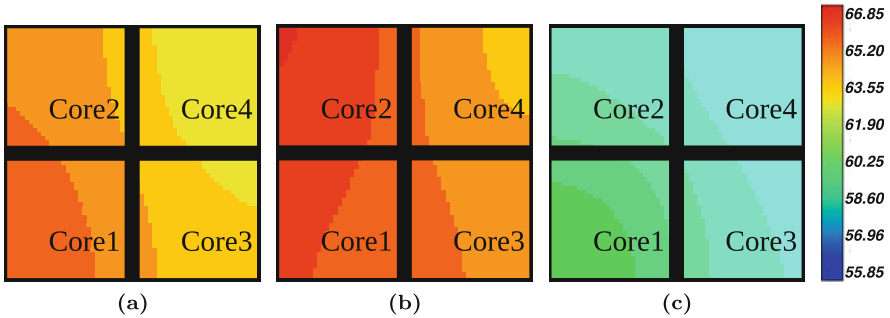 Core2 Core4
Core1 Core3
(a)
Core2 Core4
Core1 Core3
(b)
Core2 Core4
Core1 Core3
(c)
66.85
65.20
63.55
61.90
60.25
58.60
56.96
55.85